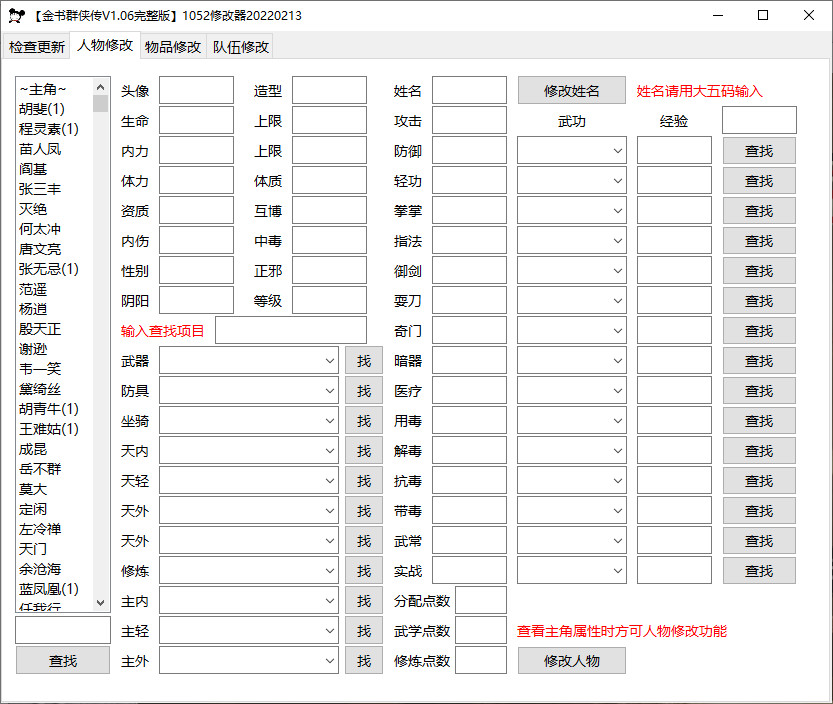 【金书群侠传V1.06完整版】1052修改器20220213
检查更新 人物修改 物品修改 队伍修改
~主角~
胡斐(1)
程灵素(1)
苗人凤
阎基
张三丰
灭绝
何太冲
唐文亮
张无忌(1)
范遥
杨逍
殷天正
谢逊
韦一笑
黛绮丝
胡青牛(1)
王难姑(1)
成昆
岳不群
莫大
定闲
左冷禅
天门
余沧海
蓝凤凰(1)
任我行
查找
头像 造型 姓名 修改姓名 姓名请用大五码输入
生命 上限 攻击 武功 经验
内力 上限 防御 查找
体力 体质 轻功 查找
资质 互博 拳掌 查找
内伤 中毒 指法 查找
性别 正邪 御剑 查找
阴阳 等级 耍刀 查找
输入查找项目 奇门 查找
武器 找 暗器 查找
防具 找 医疗 查找
坐骑 找 用毒 查找
天内 找 解毒 查找
天轻 找 抗毒 查找
天外 找 带毒 查找
天外 找 武常 查找
修炼 找 实战 查找
主内 找 分配点数
主轻 找 武学点数 查看主角属性时方可人物修改功能
主外 找 修炼点数 修改人物